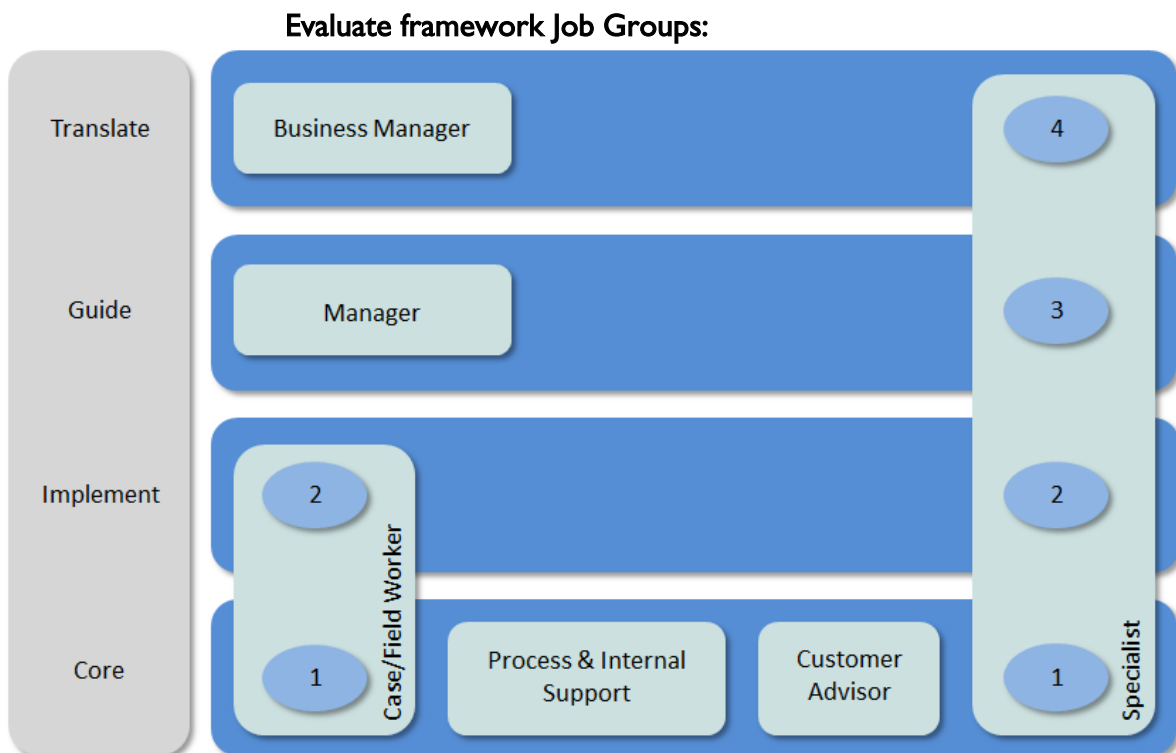 Evaluate framework Job Groups:
Translate
Business Manager
4
Guide
Manager
3
Implement
2
2
Case/Field Worker
Core
1
Process & Internal
Support
Customer
Advisor
1
Specialist